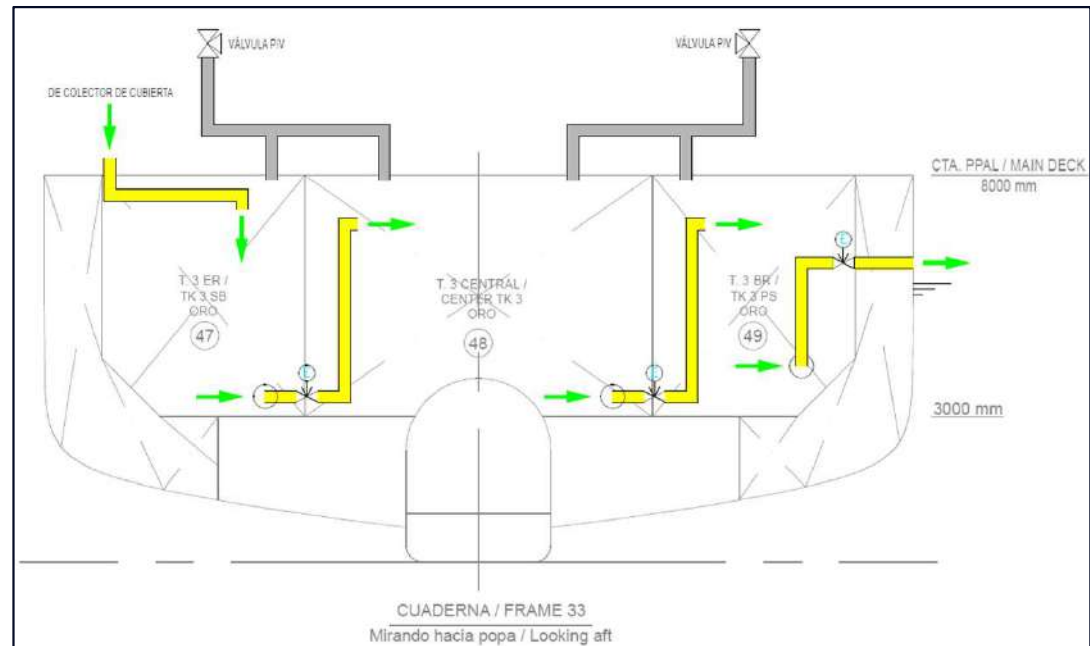 VÁLVULA P/V
VÁLVULA P/V
DE COLECTOR DE CUBIERTA
CTA. PPAL / MAIN DECK
8000 mm
T. 3 ER /
TK 3 SB
ORO
47
T. 3 CENTRAL /
CENTER TK 3
ORO
48
T. 3 BR /
TK 3 PS
ORO
49
3000 mm
CUADERNA / FRAME 33
Mirando hacia popa / Looking aft